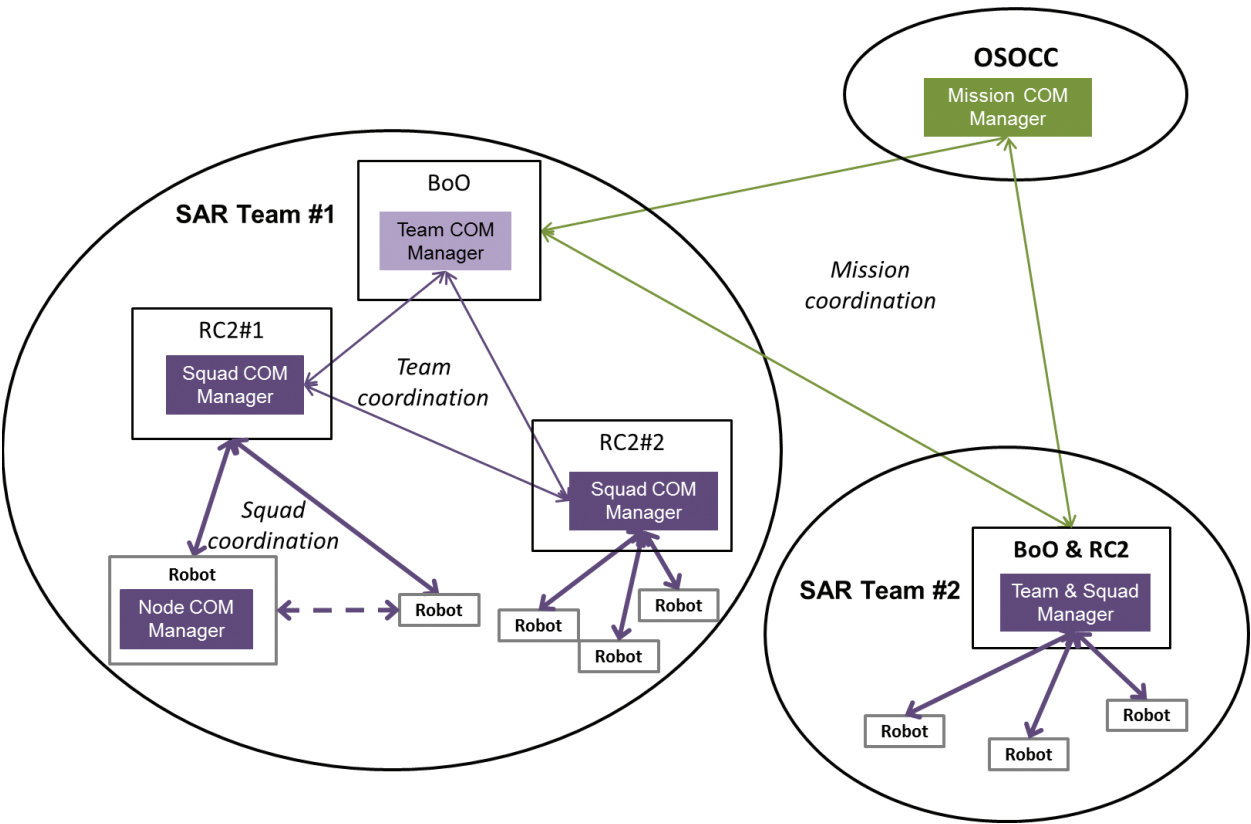 OSOCC
Mission COM
Manager
BoO
SAR Team #1
Team COM
Manager
Mission
coordination
RC2#1
Squad COM
Manager
Team
coordination
RC2#2
Squad COM
Manager
Squad
coordination
Robot
Node COM
Manager
Robot
Robot
Robot
Robot
BoO & RC2
SAR Team #2
Team & Squad
Manager
Robot
Robot
Robot